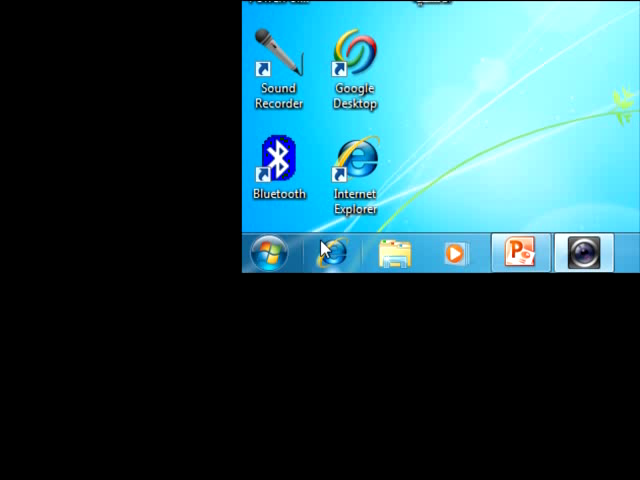 Sound
Recorder
Google
Desktop
Bluetooth
Internet
Explorer